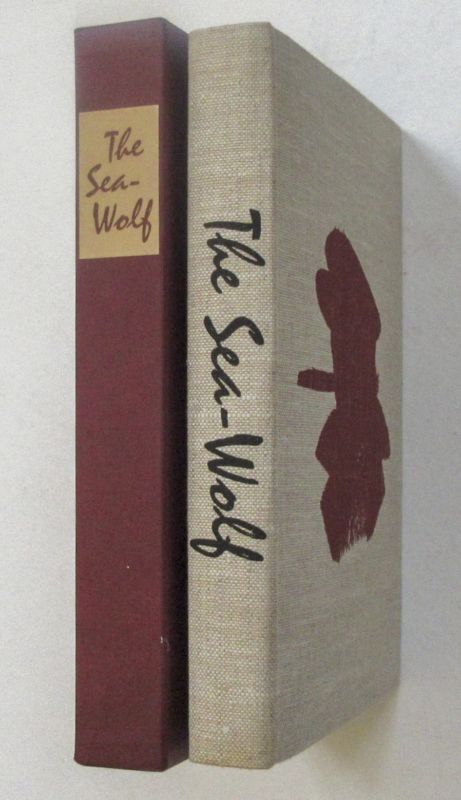 The
Sea-
Wolf
The Sea-Wolf